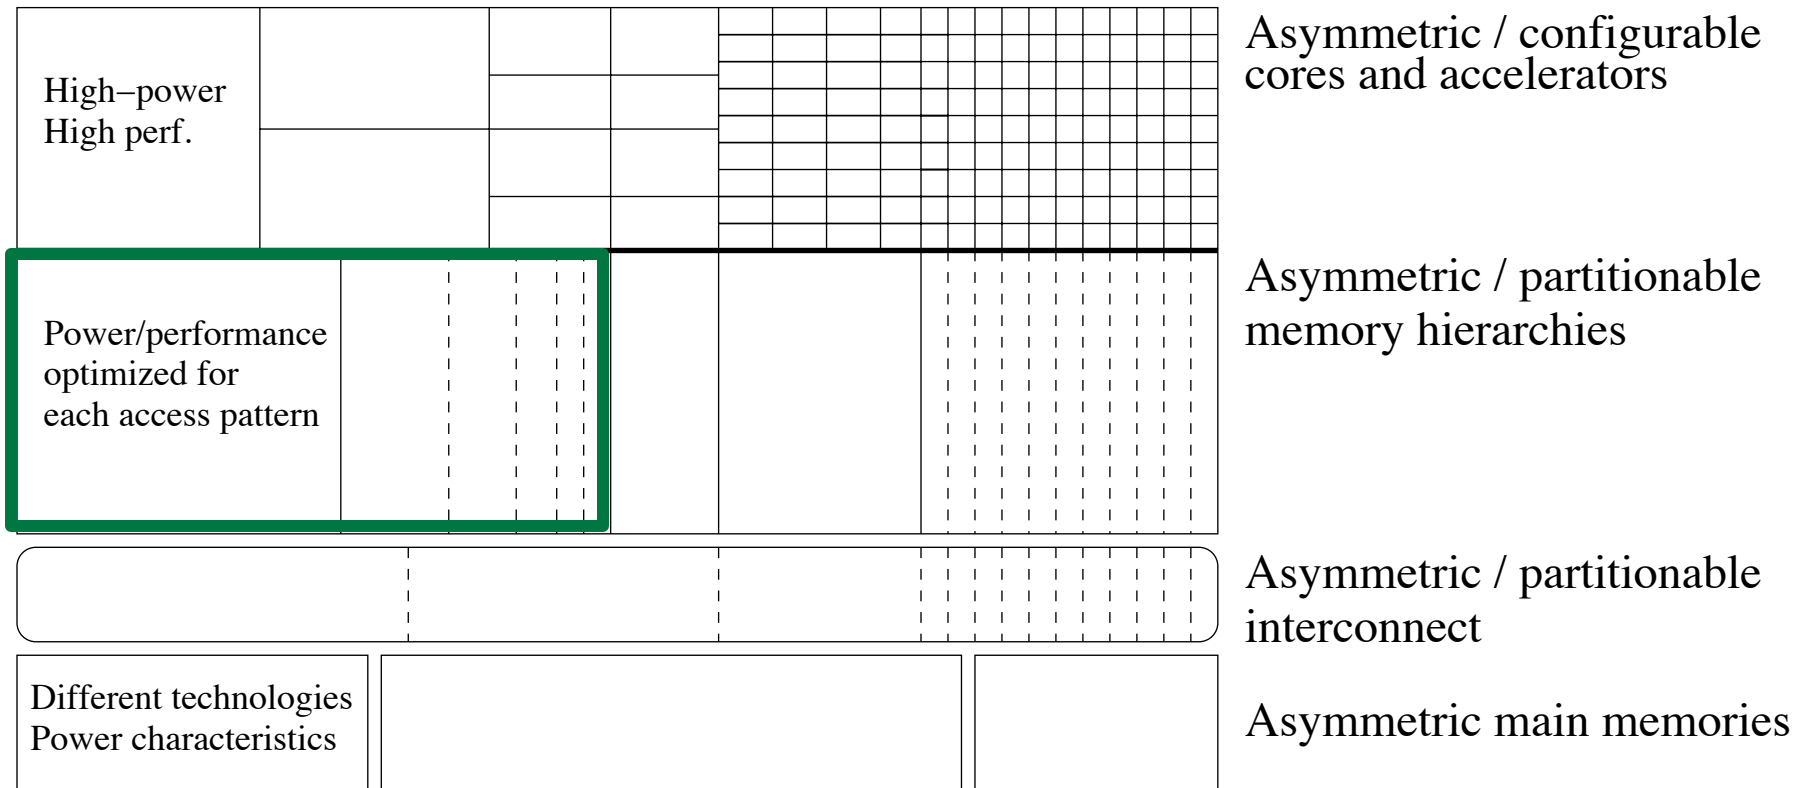 High–power
High perf.
Asymmetric / configurable
cores and accelerators
Power/performance
optimized for
each access pattern
Asymmetric / partitionable
memory hierarchies
Asymmetric / partitionable
interconnect
Different technologies
Power characteristics
Asymmetric main memories